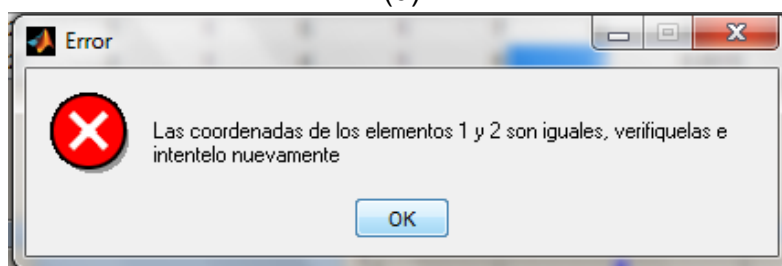 Error
Las coordenadas de los elementos 1 y 2 son iguales, verifiquelas e
intentelo nuevamente
OK